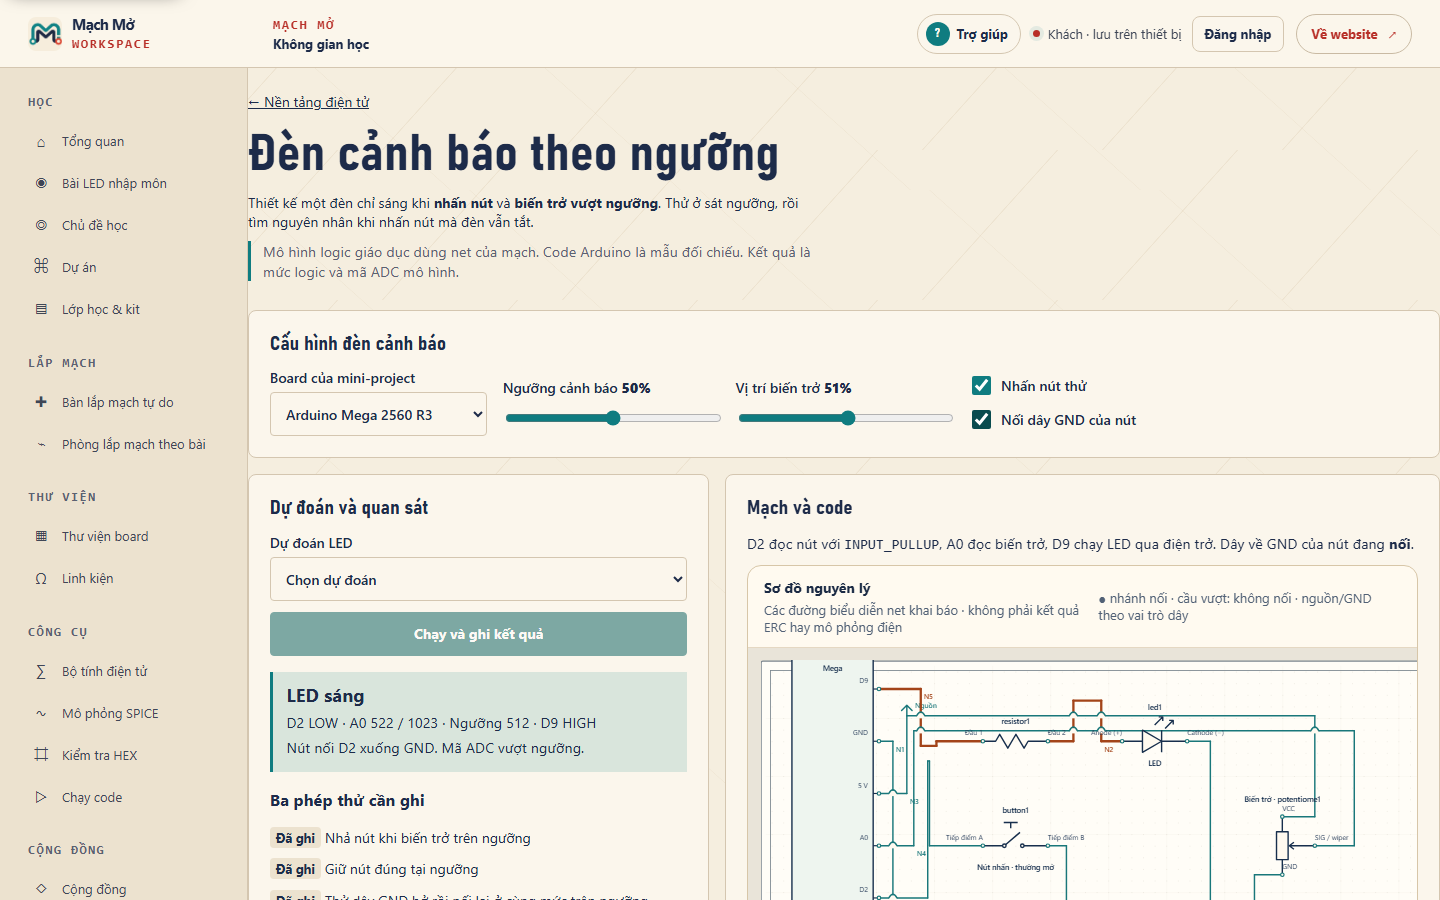 Mạch Mở
WORKSPACE
MẠCH MỞ
Không gian học
? Trợ giúp
Khách · lưu trên thiết bị
Đăng nhập
Về website ↗
HỌC
Tổng quan
Bài LED nhập môn
Chủ đề học
Dự án
Lớp học & kit
LẮP MẠCH
Bàn lắp mạch tự do
Phòng lắp mạch theo bài
THƯ VIỆN
Thư viện board
Linh kiện
CÔNG CỤ
Bộ tính điện tử
Mô phỏng SPICE
Kiểm tra HEX
Chạy code
CỘNG ĐỒNG
Cộng đồng
← Nền tảng điện tử
Đèn cảnh báo theo ngưỡng
Thiết kế một đèn chỉ sáng khi nhấn nút và biến trở vượt ngưỡng. Thử ở sát ngưỡng, rồi
tìm nguyên nhân khi nhấn nút mà đèn vẫn tắt.
Mô hình logic giáo dục dùng net của mạch. Code Arduino là mẫu đối chiếu. Kết quả là
mức logic và mã ADC mô hình.
Cấu hình đèn cảnh báo
Board của mini-project
Arduino Mega 2560 R3
Ngưỡng cảnh báo 50%
Vị trí biến trở 51%
Nhấn nút thử
Nối dây GND của nút
Dự đoán và quan sát
Dự đoán LED
Chọn dự đoán
Chạy và ghi kết quả
LED sáng
D2 LOW · A0 522 / 1023 · Ngưỡng 512 · D9 HIGH
Nút nối D2 xuống GND. Mã ADC vượt ngưỡng.
Ba phép thử cần ghi
Đã ghi Nhả nút khi biến trở trên ngưỡng
Đã ghi Giữ nút đúng tại ngưỡng
Mạch và code
D2 đọc nút với INPUT_PULLUP, A0 đọc biến trở, D9 chạy LED qua điện trở. Dây về GND của nút đang nối.
Sơ đồ nguyên lý
Các đường biểu diễn net khai báo · không phải kết quả
ERC hay mô phỏng điện
● nhánh nối · cầu vượt: không nối · nguồn/GND
theo vai trò dây
Mega
D9
N5
Nguồn
resistor1
led1
GND
Đầu 1
Đầu 2
Anode (+)
Cathode (-)
N1
N2
LED
5 V
N3
button1
Biến trở · potentiome1
VCC
A0
Tiếp điểm A
Tiếp điểm B
SIG / wiper
N4
Nút nhấn · thường mở
GND
D2